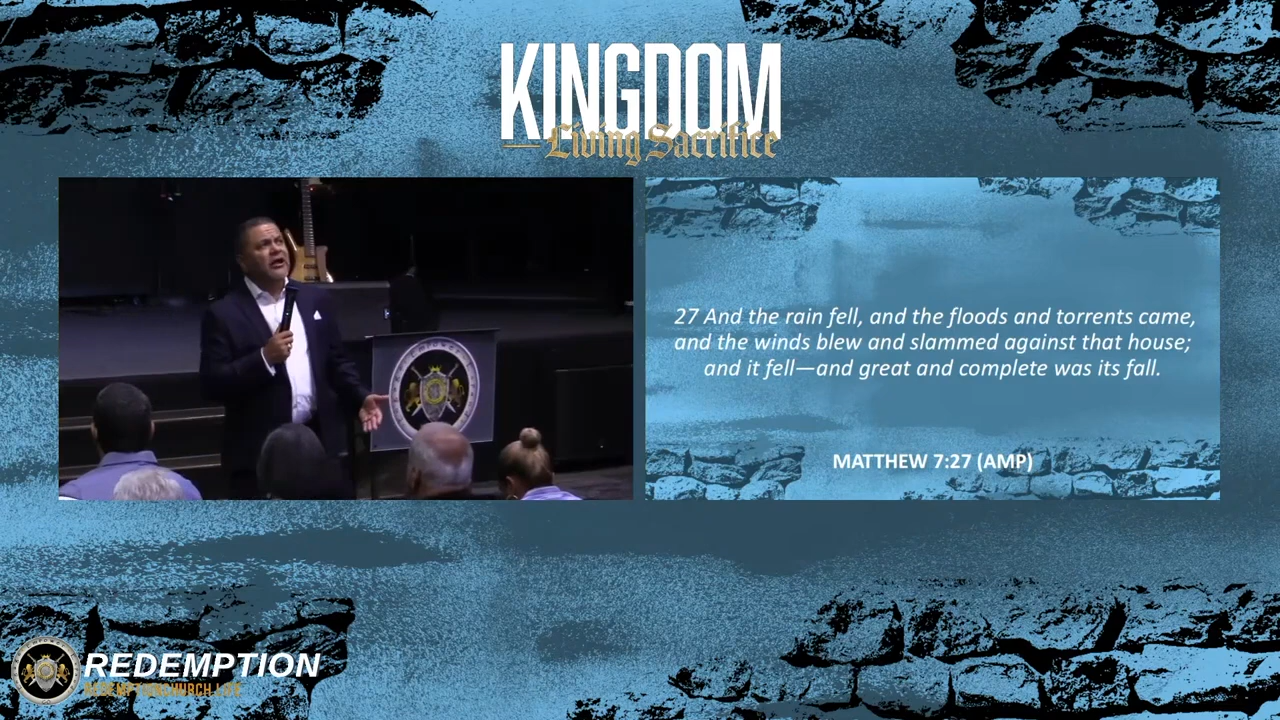 KINGDOM
Living Sacrifice
27 And the rain fell, and the floods and torrents came,
and the winds blew and slammed against that house;
and it fell—and great and complete was its fall.
MATTHEW 7:27 (AMP)
REDEMPTION